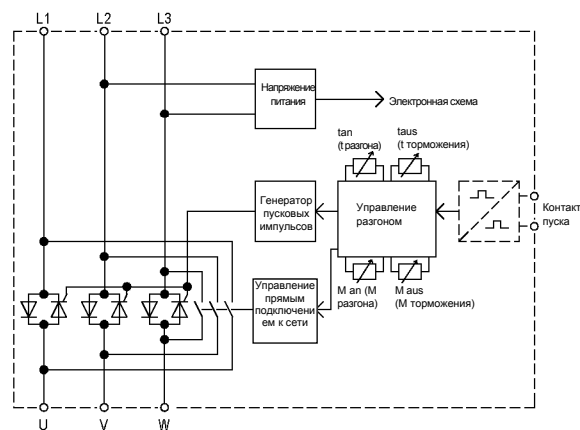 L1 L2 L3
Напряжение
питания
Электронная схема
tan
(t разгона)
taus
(t торможения)
Генератор
пусковых
импульсов
Управление
разгоном
Контакт
пуска
M an (M
разгона)
M aus
(M торможения)
Управление
прямым
подключени
ем к сети
U V W